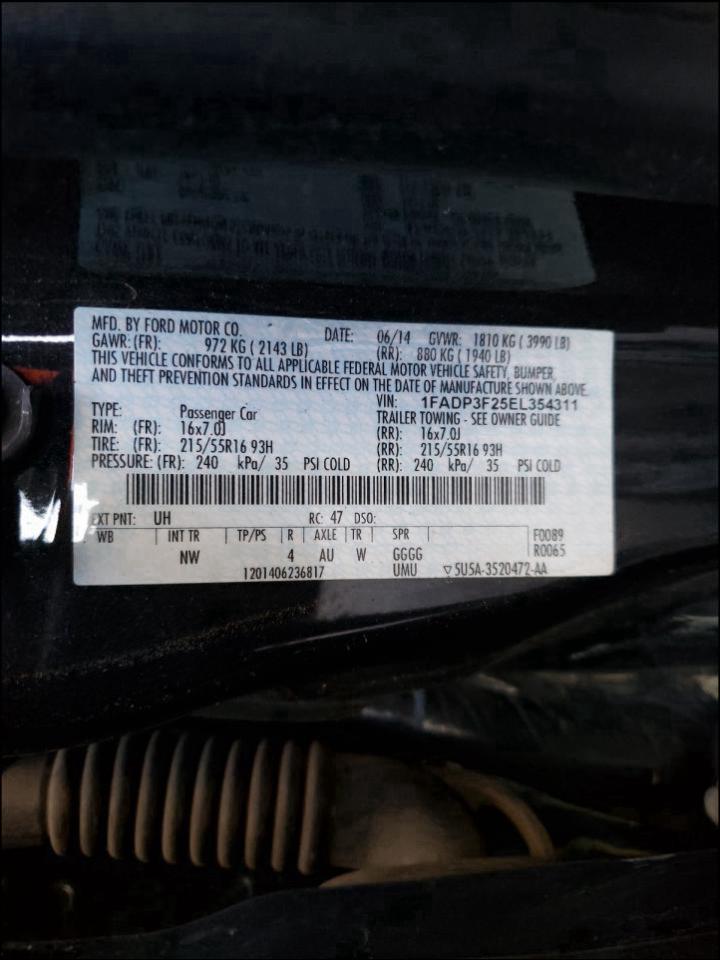 MFD. BY FORD MOTOR CO. DATE: 06/14 GVWR: 1810 KG ( 3990 LB)
GAWR: (FR): 972 KG ( 2143 LB) (RR): 880 KG ( 1940 LB)
THIS VEHICLE CONFORMS TO ALL APPLICABLE FEDERAL MOTOR VEHICLE SAFETY, BUMPER,
AND THEFT PREVENTION STANDARDS IN EFFECT ON THE DATE OF MANUFACTURE SHOWN ABOVE.
VIN: 1FADP3F25EL354311
TYPE: Passenger Car TRAILER TOWING - SEE OWNER GUIDE
RIM: (FR): 16x7.0J (RR): 16x7.0J
TIRE: (FR): 215/55R16 93H (RR): 215/55R16 93H
PRESSURE: (FR): 240 kPa/ 35 PSI COLD (RR): 240 kPa/ 35 PSI COLD
EXT PNT: UH RC: 47 DSO:
WB INT TR TP/PS R AXLE TR SPR F0089
NW 4 AU W GGGG R0065
1201406236817 UMU ▽5U5A-3520472-AA